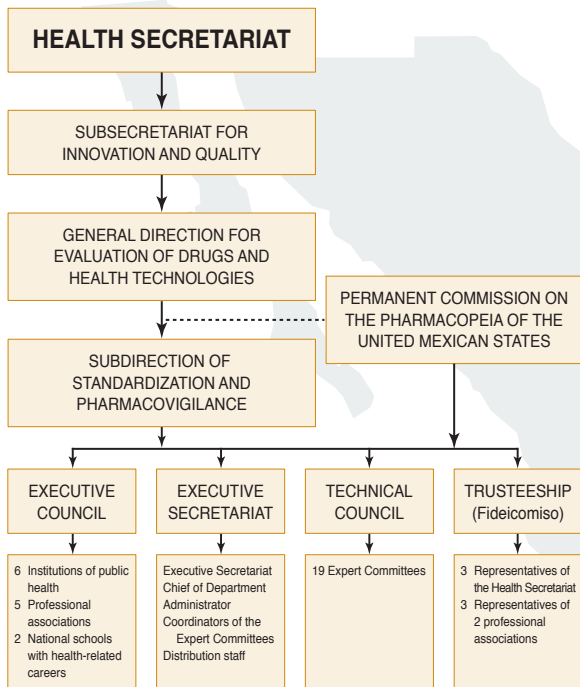 HEALTH SECRETARIAT
SUBSECRETARIAT FOR
INNOVATION AND QUALITY
GENERAL DIRECTION FOR
EVALUATION OF DRUGS AND
HEALTH TECHNOLOGIES
PERMANENT COMMISSION ON
THE PHARMACOPEIA OF THE
UNITED MEXICAN STATES
SUBDIRECTION OF
STANDARDIZATION AND
PHARMACOVIGILANCE
EXECUTIVE
COUNCIL
EXECUTIVE
SECRETARIAT
TECHNICAL
COUNCIL
TRUSTEESHIP
(Fideicomiso)
6 Institutions of public
health
5 Professional
associations
2 National schools
with health-related
careers
Executive Secretariat
Chief of Department
Administrator
Coordinators of the
Expert Committees
Distribution staff
19 Expert Committees
3 Representatives of
the Health Secretariat
3 Representatives of
2 professional
associations